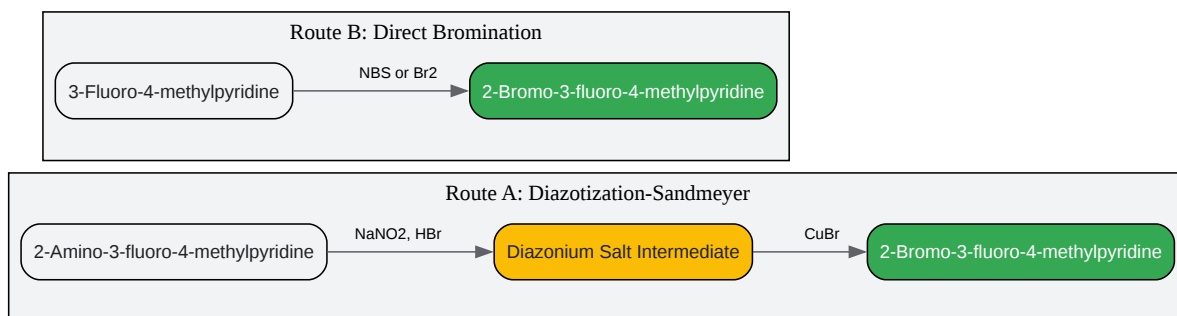 Route B: Direct Bromination
NBS or Br2
3-Fluoro-4-methylpyridine
2-Bromo-3-fluoro-4-methylpyridine
Route A: Diazotization-Sandmeyer
NaNO2, HBr
CuBr
2-Amino-3-fluoro-4-methylpyridine
Diazonium Salt Intermediate
2-Bromo-3-fluoro-4-methylpyridine